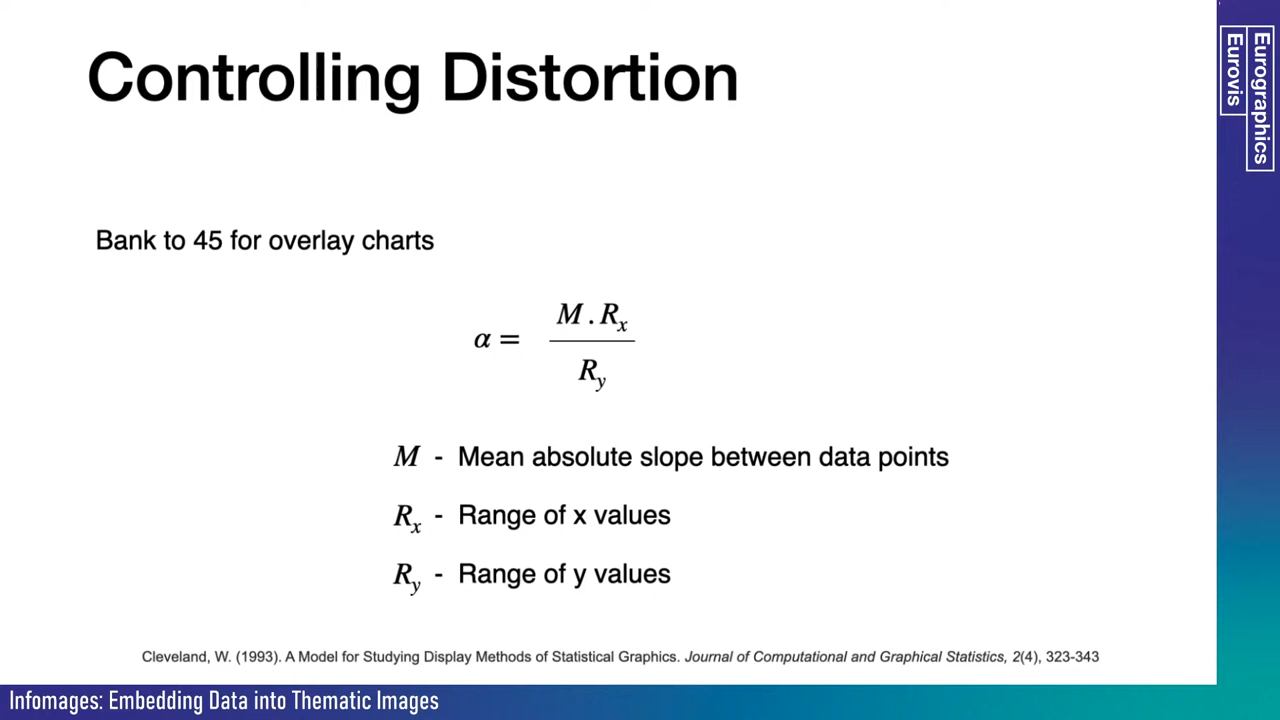 Controlling Distortion
Eurographics
Eurovis
Bank to 45 for overlay charts
α = M . Rₓ / R_y
M - Mean absolute slope between data points
Rₓ - Range of x values
R_y - Range of y values
Cleveland, W. (1993). A Model for Studying Display Methods of Statistical Graphics. Journal of Computational and Graphical Statistics, 2(4), 323-343
Infomages: Embedding Data into Thematic Images